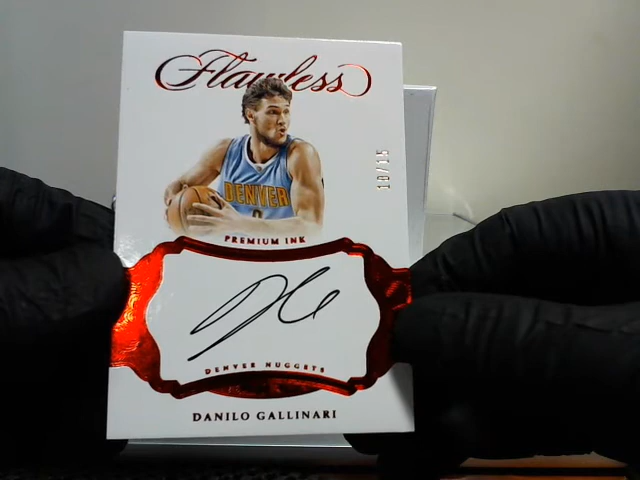 Flawless
10/15
DENVER
PREMIUM INK
DENVER NUGGETS
DANILO GALLINARI